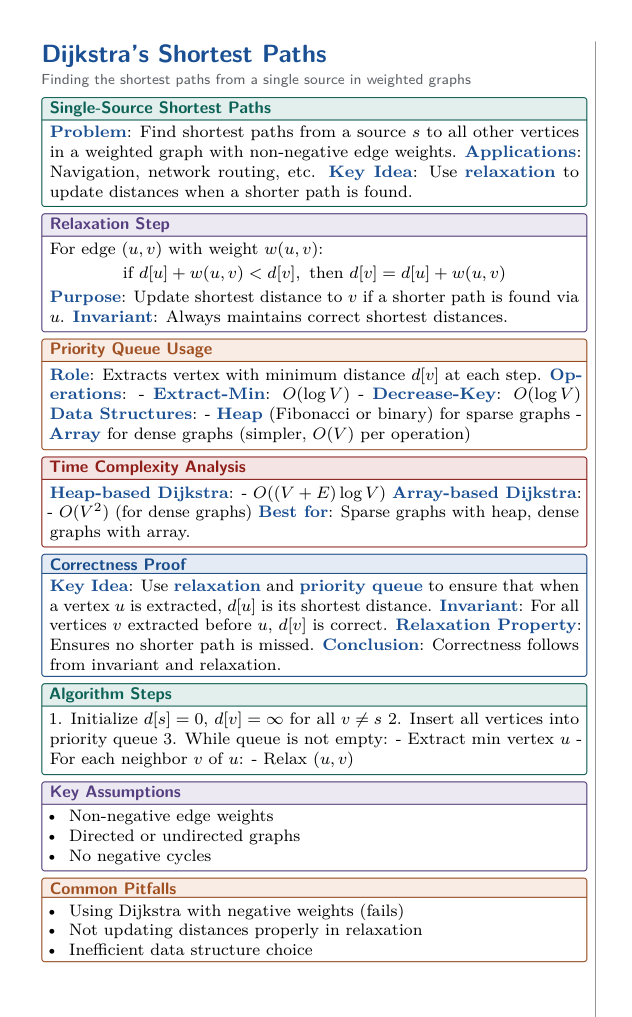 Dijkstra's Shortest Paths
Finding the shortest paths from a single source in weighted graphs
Single-Source Shortest Paths
Problem: Find shortest paths from a source s to all other vertices
in a weighted graph with non-negative edge weights. Applications:
Navigation, network routing, etc. Key Idea: Use relaxation to
update distances when a shorter path is found.
Relaxation Step
For edge (u, v) with weight w(u, v):
if d[u] + w(u, v) < d[v], then d[v] = d[u] + w(u, v)
Purpose: Update shortest distance to v if a shorter path is found via
u. Invariant: Always maintains correct shortest distances.
Priority Queue Usage
Role: Extracts vertex with minimum distance d[v] at each step. Op-
erations: - Extract-Min: O(log V) - Decrease-Key: O(log V)
Data Structures: - Heap (Fibonacci or binary) for sparse graphs -
Array for dense graphs (simpler, O(V) per operation)
Time Complexity Analysis
Heap-based Dijkstra: - O((V + E) log V) Array-based Dijkstra:
- O(V²) (for dense graphs) Best for: Sparse graphs with heap, dense
graphs with array.
Correctness Proof
Key Idea: Use relaxation and priority queue to ensure that when
a vertex u is extracted, d[u] is its shortest distance. Invariant: For all
vertices v extracted before u, d[v] is correct. Relaxation Property:
Ensures no shorter path is missed. Conclusion: Correctness follows
from invariant and relaxation.
Algorithm Steps
1. Initialize d[s] = 0, d[v] = ∞ for all v ≠ s 2. Insert all vertices into
priority queue 3. While queue is not empty: - Extract min vertex u -
For each neighbor v of u: - Relax (u, v)
Key Assumptions
• Non-negative edge weights
• Directed or undirected graphs
• No negative cycles
Common Pitfalls
• Using Dijkstra with negative weights (fails)
• Not updating distances properly in relaxation
• Inefficient data structure choice